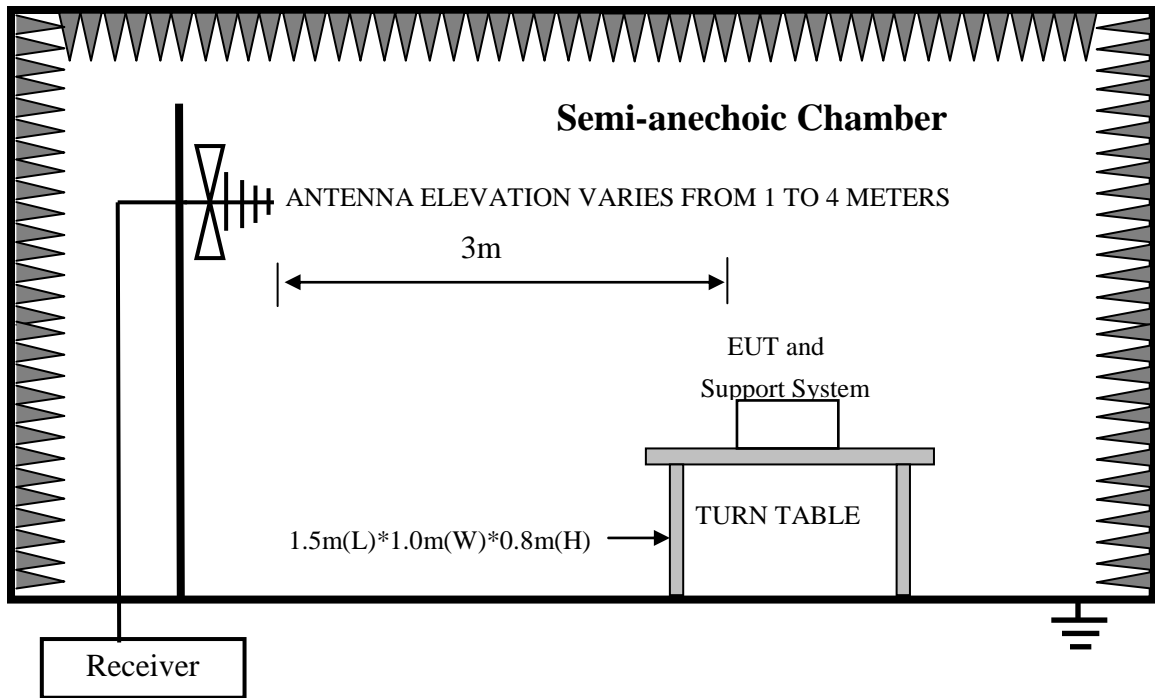 Semi-anechoic Chamber
ANTENNA ELEVATION VARIES FROM 1 TO 4 METERS
3m
EUT and
Support System
TURN TABLE
1.5m(L)*1.0m(W)*0.8m(H)
Receiver